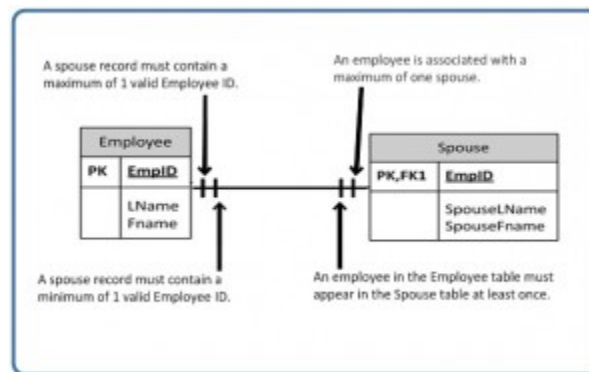 A spouse record must contain a
maximum of 1 valid Employee ID.
An employee is associated with a
maximum of one spouse.
Employee
PK EmpID
LName
Fname
Spouse
PK,FK1 EmpID
SpouseLName
SpouseFname
A spouse record must contain a
minimum of 1 valid Employee ID.
An employee in the Employee table must
appear in the Spouse table at least once.